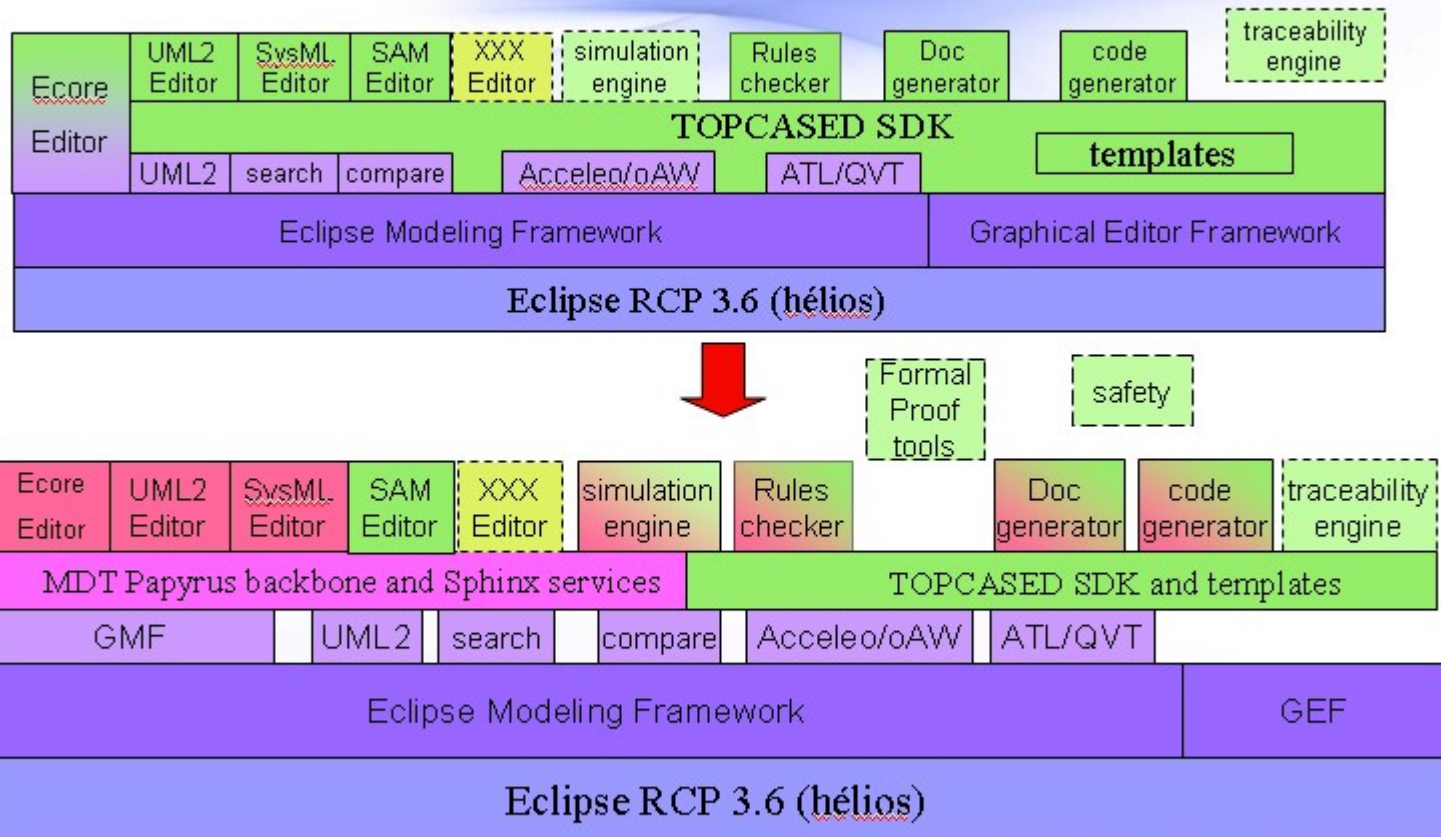 Ecore
Editor
UML2
Editor
SysML
Editor
SAM
Editor
XXX
Editor
simulation
engine
Rules
checker
Doc
generator
code
generator
traceability
engine
TOPCASED SDK
templates
UML2
search
compare
Acceleo/oAW
ATL/QVT
Eclipse Modeling Framework
Graphical Editor Framework
Eclipse RCP 3.6 (hélios)
Formal
Proof
tools
safety
Ecore
Editor
UML2
Editor
SysML
Editor
SAM
Editor
XXX
Editor
simulation
engine
Rules
checker
Doc
generator
code
generator
traceability
engine
MDT Papyrus backbone and Sphinx services
TOPCASED SDK and templates
GMF
UML2
search
compare
Acceleo/oAW
ATL/QVT
Eclipse Modeling Framework
GEF
Eclipse RCP 3.6 (hélios)